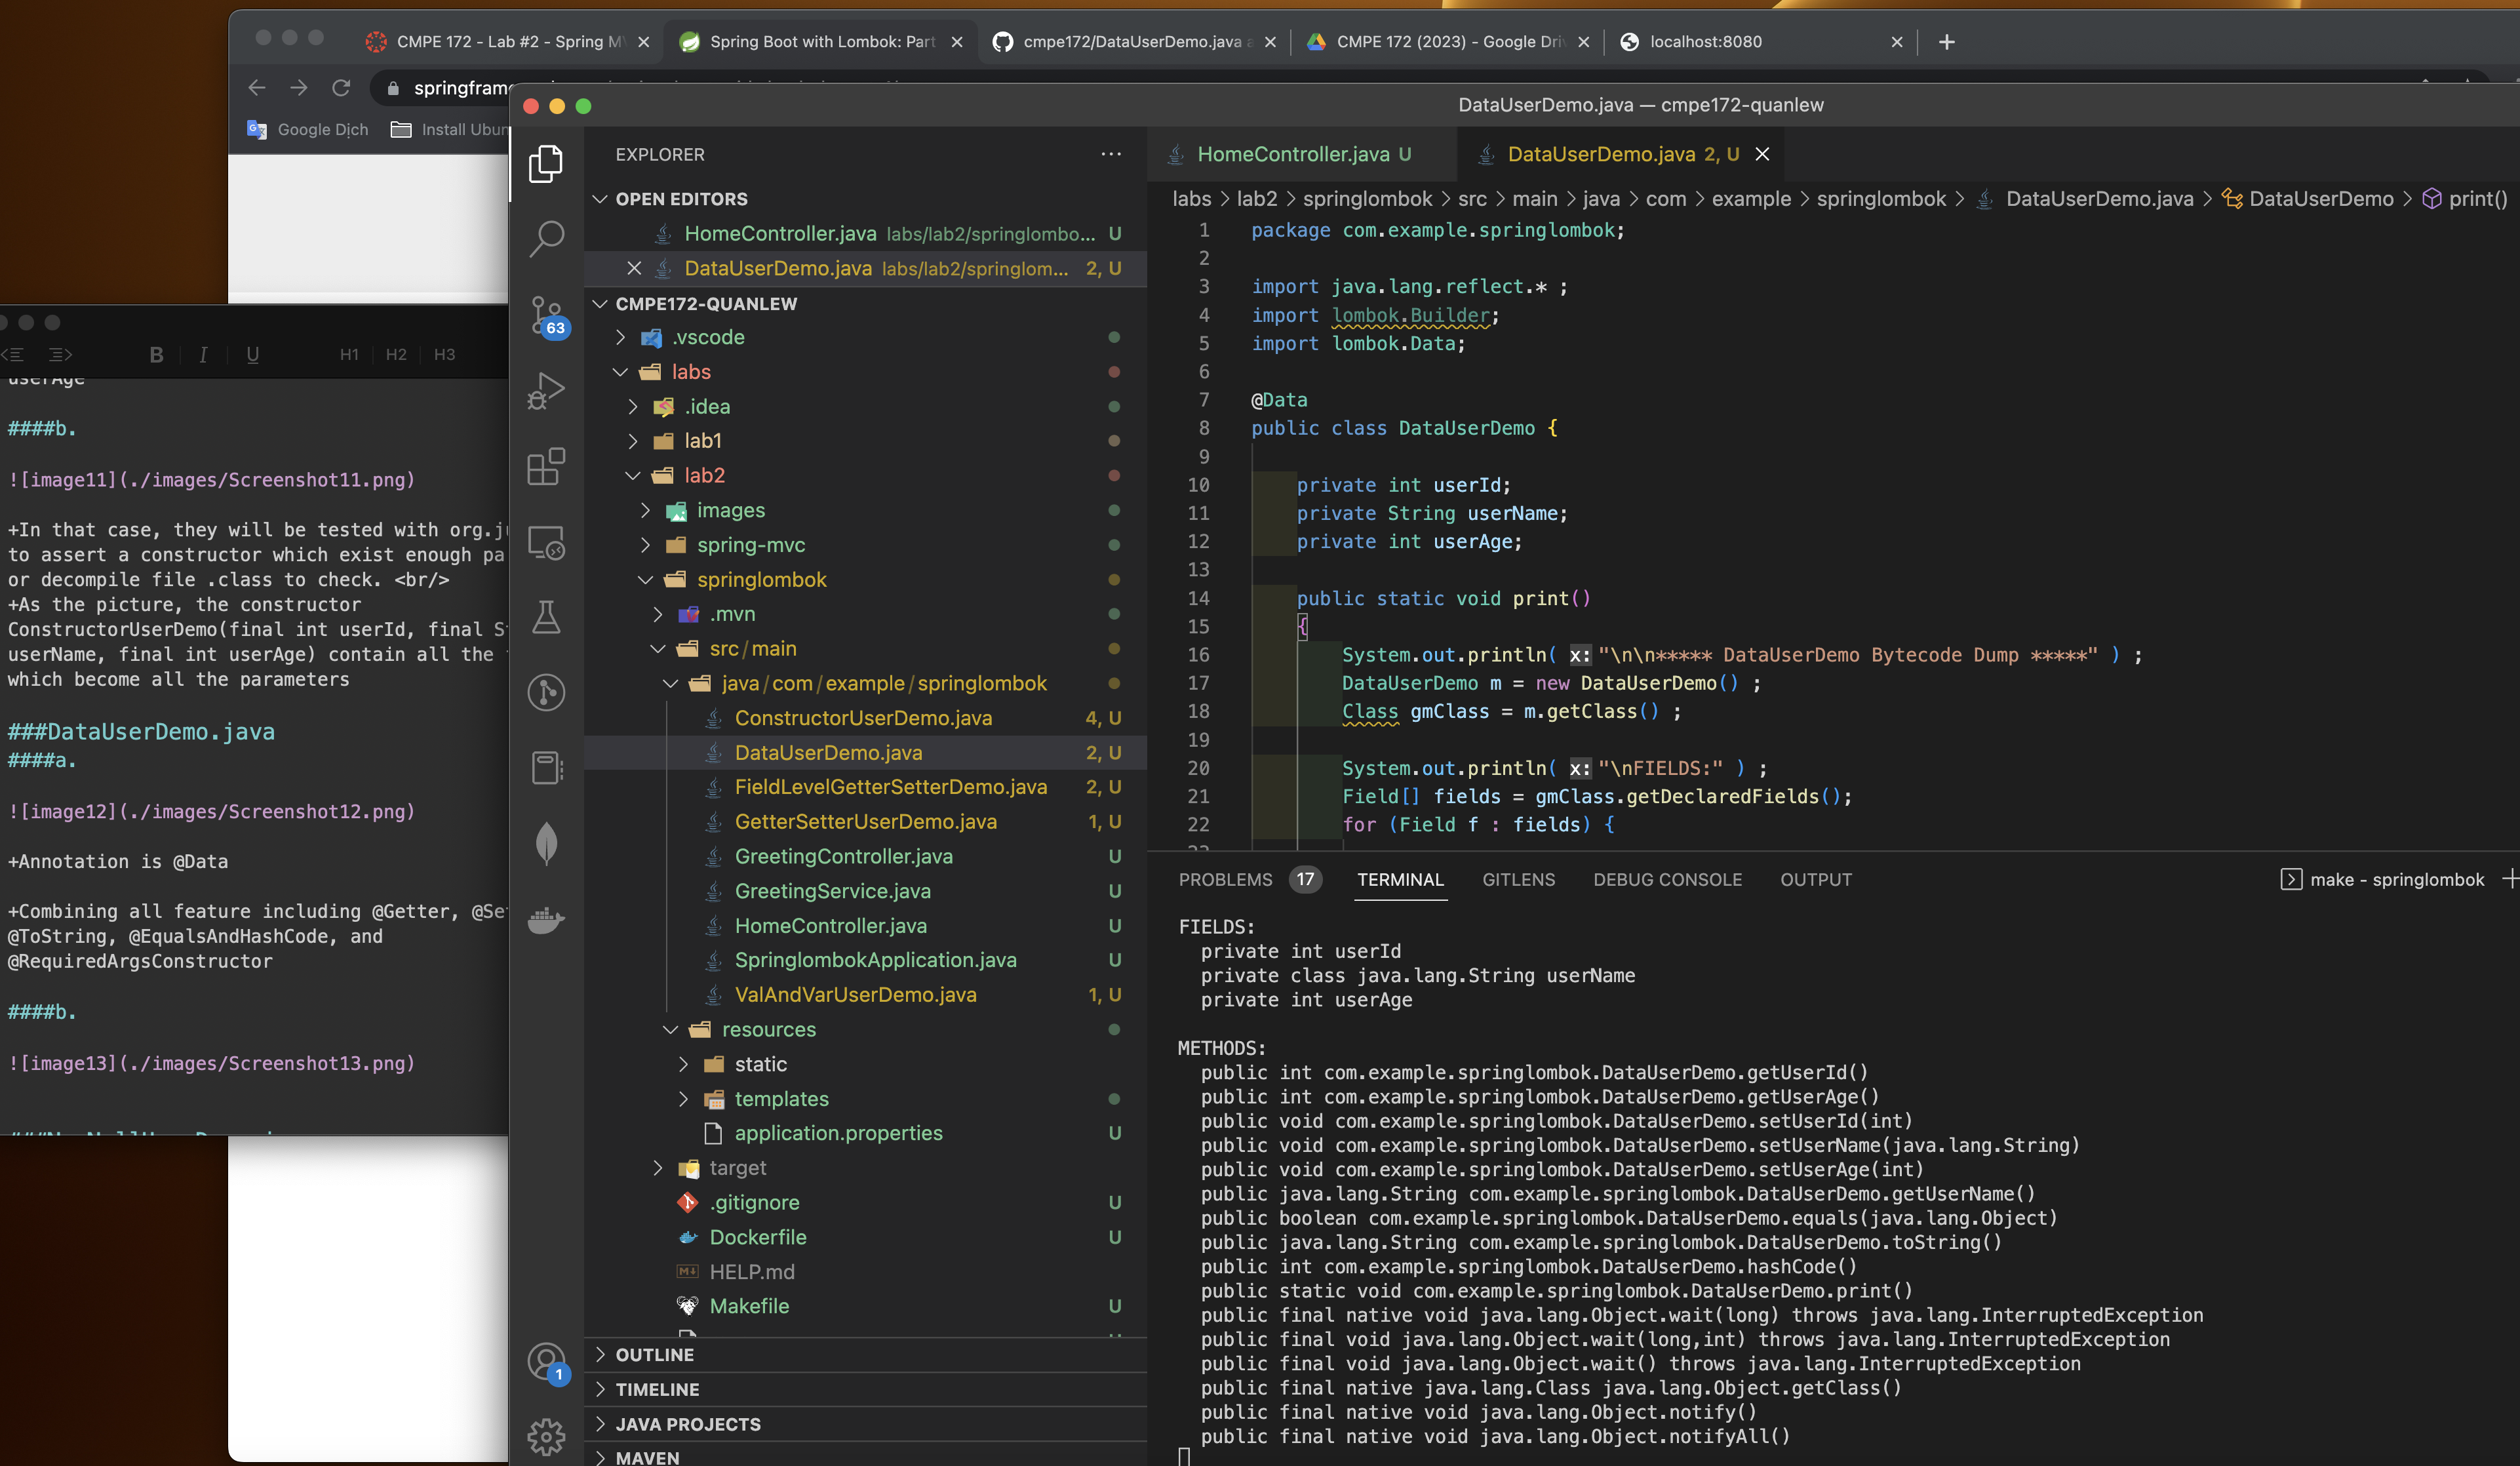 CMPE 172 - Lab #2 - Spring M
Spring Boot with Lombok: Part
cmpe172/DataUserDemo.java a
CMPE 172 (2023) - Google Dri
localhost:8080
springfram
Google Dịch
Install Ubun
DataUserDemo.java — cmpe172-quanlew
B I U H1 H2 H3
userAge
####b.
![image11](./images/Screenshot11.png)
+In that case, they will be tested with org.ju
to assert a constructor which exist enough pa
or decompile file .class to check. <br/>
+As the picture, the constructor
ConstructorUserDemo(final int userId, final S
userName, final int userAge) contain all the
which become all the parameters
###DataUserDemo.java
####a.
![image12](./images/Screenshot12.png)
+Annotation is @Data
+Combining all feature including @Getter, @Se
@ToString, @EqualsAndHashCode, and
@RequiredArgsConstructor
####b.
![image13](./images/Screenshot13.png)
63
1
EXPLORER
OPEN EDITORS
HomeController.java labs/lab2/springlombo... U
DataUserDemo.java labs/lab2/springlom... 2, U
CMPE172-QUANLEW
.vscode
labs
.idea
lab1
lab2
images
spring-mvc
springlombok
.mvn
src/main
java/com/example/springlombok
ConstructorUserDemo.java 4, U
DataUserDemo.java 2, U
FieldLevelGetterSetterDemo.java 2, U
GetterSetterUserDemo.java 1, U
GreetingController.java U
GreetingService.java U
HomeController.java U
SpringlombokApplication.java U
ValAndVarUserDemo.java 1, U
resources
static
templates
application.properties U
target
.gitignore U
Dockerfile U
HELP.md
Makefile U
OUTLINE
TIMELINE
JAVA PROJECTS
MAVEN
HomeController.java U
DataUserDemo.java 2, U
labs > lab2 > springlombok > src > main > java > com > example > springlombok > DataUserDemo.java > DataUserDemo > print()
1 package com.example.springlombok;
2
3 import java.lang.reflect.* ;
4 import lombok.Builder;
5 import lombok.Data;
6
7 @Data
8 public class DataUserDemo {
9
10 private int userId;
11 private String userName;
12 private int userAge;
13
14 public static void print()
15 {
16 System.out.println( x: "\n\n***** DataUserDemo Bytecode Dump *****" ) ;
17 DataUserDemo m = new DataUserDemo() ;
18 Class gmClass = m.getClass() ;
19
20 System.out.println( x: "\nFIELDS:" ) ;
21 Field[] fields = gmClass.getDeclaredFields();
22 for (Field f : fields) {
PROBLEMS 17 TERMINAL GITLENS DEBUG CONSOLE OUTPUT
make - springlombok
FIELDS:
private int userId
private class java.lang.String userName
private int userAge
METHODS:
public int com.example.springlombok.DataUserDemo.getUserId()
public int com.example.springlombok.DataUserDemo.getUserAge()
public void com.example.springlombok.DataUserDemo.setUserId(int)
public void com.example.springlombok.DataUserDemo.setUserName(java.lang.String)
public void com.example.springlombok.DataUserDemo.setUserAge(int)
public java.lang.String com.example.springlombok.DataUserDemo.getUserName()
public boolean com.example.springlombok.DataUserDemo.equals(java.lang.Object)
public java.lang.String com.example.springlombok.DataUserDemo.toString()
public int com.example.springlombok.DataUserDemo.hashCode()
public static void com.example.springlombok.DataUserDemo.print()
public final native void java.lang.Object.wait(long) throws java.lang.InterruptedException
public final void java.lang.Object.wait(long,int) throws java.lang.InterruptedException
public final void java.lang.Object.wait() throws java.lang.InterruptedException
public final native java.lang.Class java.lang.Object.getClass()
public final native void java.lang.Object.notify()
public final native void java.lang.Object.notifyAll()